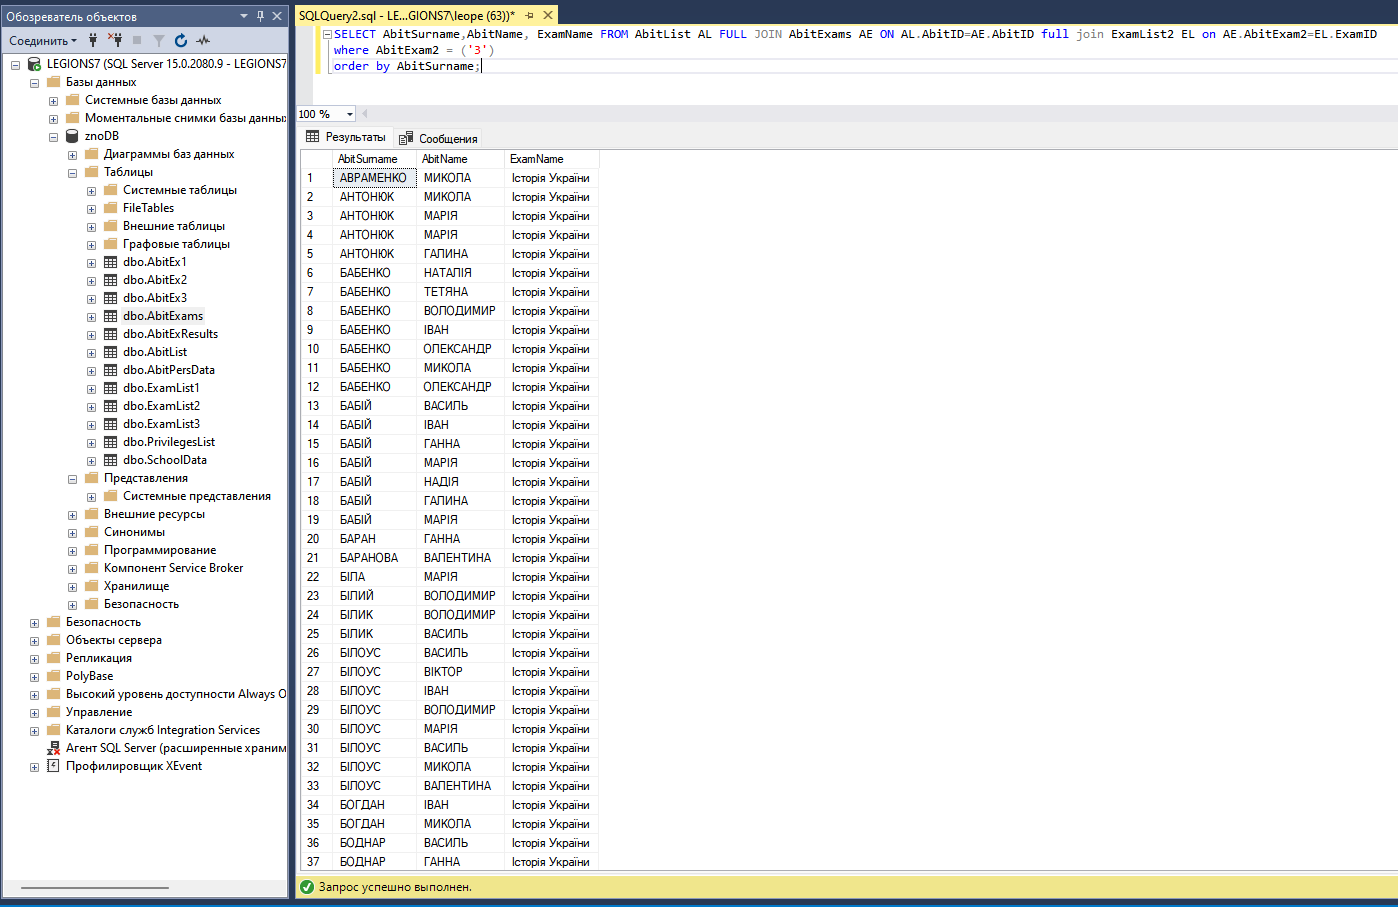 Обозреватель объектов
Соединить
LEGIONS7 (SQL Server 15.0.2080.9 - LEGIONS7
Базы данных
Системные базы данных
Моментальные снимки базы данны
znoDB
Диаграммы баз данных
Таблицы
Системные таблицы
FileTables
Внешние таблицы
Графовые таблицы
dbo.AbitEx1
dbo.AbitEx2
dbo.AbitEx3
dbo.AbitExams
dbo.AbitExResults
dbo.AbitList
dbo.AbitPersData
dbo.ExamList1
dbo.ExamList2
dbo.ExamList3
dbo.PrivilegesList
dbo.SchoolData
Представления
Системные представления
Внешние ресурсы
Синонимы
Программирование
Компонент Service Broker
Хранилище
Безопасность
Безопасность
Объекты сервера
Репликация
PolyBase
Высокий уровень доступности Always O
Управление
Каталоги служб Integration Services
Агент SQL Server (расширенные храним
Профилировщик XEvent
SQLQuery2.sql - LE...GIONS7\leope (63))*
SELECT AbitSurname,AbitName, ExamName FROM AbitList AL FULL JOIN AbitExams AE ON AL.AbitID=AE.AbitID full join ExamList2 EL on AE.AbitExam2=EL.ExamID
where AbitExam2 = ('3')
order by AbitSurname;
100 %
Результаты Сообщения
AbitSurname AbitName ExamName
1 АВРАМЕНКО МИКОЛА Історія України
2 АНТОНЮК МИКОЛА Історія України
3 АНТОНЮК МАРІЯ Історія України
4 АНТОНЮК МАРІЯ Історія України
5 АНТОНЮК ГАЛИНА Історія України
6 БАБЕНКО НАТАЛІЯ Історія України
7 БАБЕНКО ТЕТЯНА Історія України
8 БАБЕНКО ВОЛОДИМИР Історія України
9 БАБЕНКО ІВАН Історія України
10 БАБЕНКО ОЛЕКСАНДР Історія України
11 БАБЕНКО МИКОЛА Історія України
12 БАБЕНКО ОЛЕКСАНДР Історія України
13 БАБІЙ ВАСИЛЬ Історія України
14 БАБІЙ ІВАН Історія України
15 БАБІЙ ГАННА Історія України
16 БАБІЙ МАРІЯ Історія України
17 БАБІЙ НАДІЯ Історія України
18 БАБІЙ ГАЛИНА Історія України
19 БАБІЙ МАРІЯ Історія України
20 БАРАН ГАННА Історія України
21 БАРАНОВА ВАЛЕНТИНА Історія України
22 БІЛА МАРІЯ Історія України
23 БІЛИЙ ВОЛОДИМИР Історія України
24 БІЛИК ВОЛОДИМИР Історія України
25 БІЛИК ВАСИЛЬ Історія України
26 БІЛОУС ВАСИЛЬ Історія України
27 БІЛОУС ВІКТОР Історія України
28 БІЛОУС ІВАН Історія України
29 БІЛОУС ВОЛОДИМИР Історія України
30 БІЛОУС МАРІЯ Історія України
31 БІЛОУС ВАСИЛЬ Історія України
32 БІЛОУС МИКОЛА Історія України
33 БІЛОУС ВАЛЕНТИНА Історія України
34 БОГДАН ІВАН Історія України
35 БОГДАН МИКОЛА Історія України
36 БОДНАР ВАСИЛЬ Історія України
37 БОДНАР ГАННА Історія України
Запрос успешно выполнен.